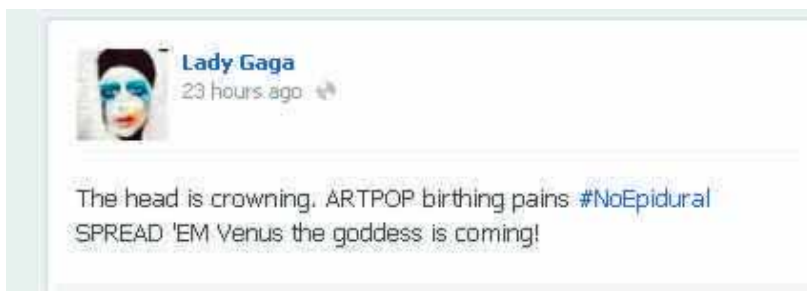 Lady Gaga
23 hours ago
The head is crowning. ARTPOP birthing pains #NoEpidural
SPREAD 'EM Venus the goddess is coming!